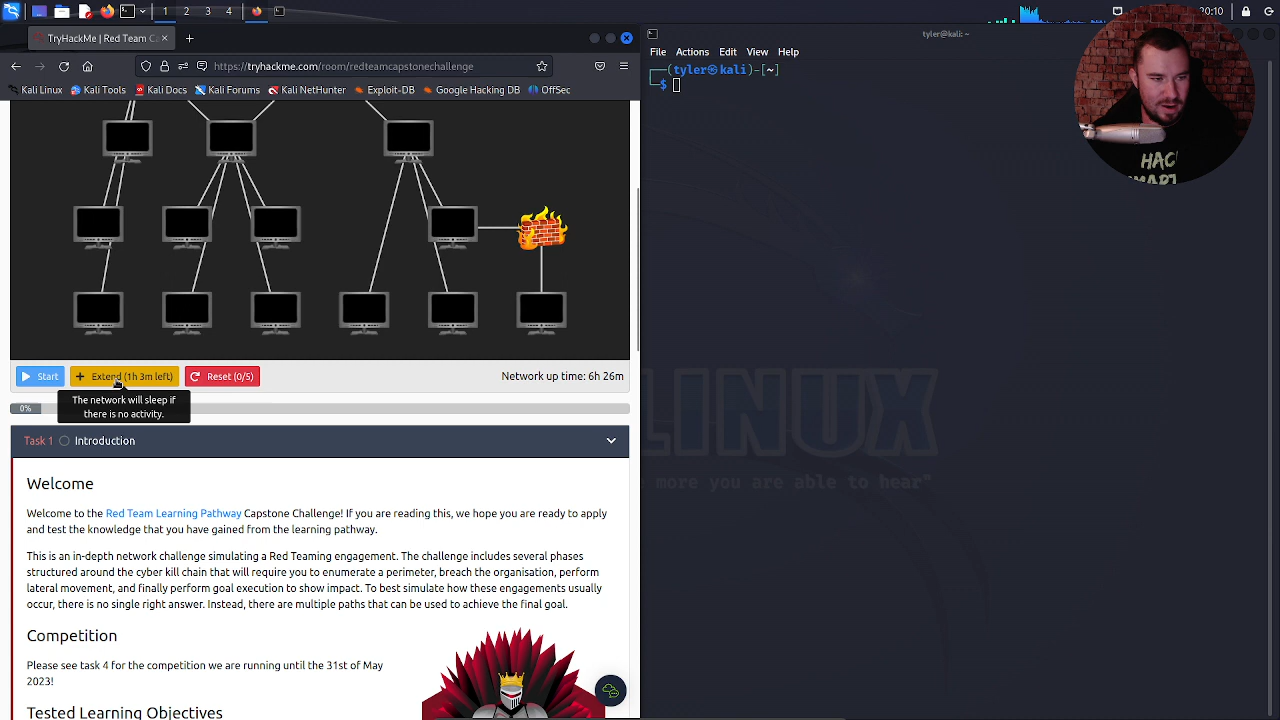 1 2 3 4
20:10
TryHackMe | Red Team Ca
tyler@kali: ~
https://tryhackme.com/room/redteamcapstonechallenge
File Actions Edit View Help
Kali Linux Kali Tools Kali Docs Kali Forums Kali NetHunter Exploit-DB Google Hacking DB OffSec
(tyler㉿kali)-[~]
$
HAC
SMART
Start + Extend (1h 3m left) Reset (0/5) Network up time: 6h 26m
The network will sleep if
there is no activity.
0%
LINUX
more you are able to hear"
Task 1 Introduction
Welcome
Welcome to the Red Team Learning Pathway Capstone Challenge! If you are reading this, we hope you are ready to apply
and test the knowledge that you have gained from the learning pathway.
This is an in-depth network challenge simulating a Red Teaming engagement. The challenge includes several phases
structured around the cyber kill chain that will require you to enumerate a perimeter, breach the organisation, perform
lateral movement, and finally perform goal execution to show impact. To best simulate how these engagements usually
occur, there is no single right answer. Instead, there are multiple paths that can be used to achieve the final goal.
Competition
Please see task 4 for the competition we are running until the 31st of May
2023!
Tested Learning Objectives